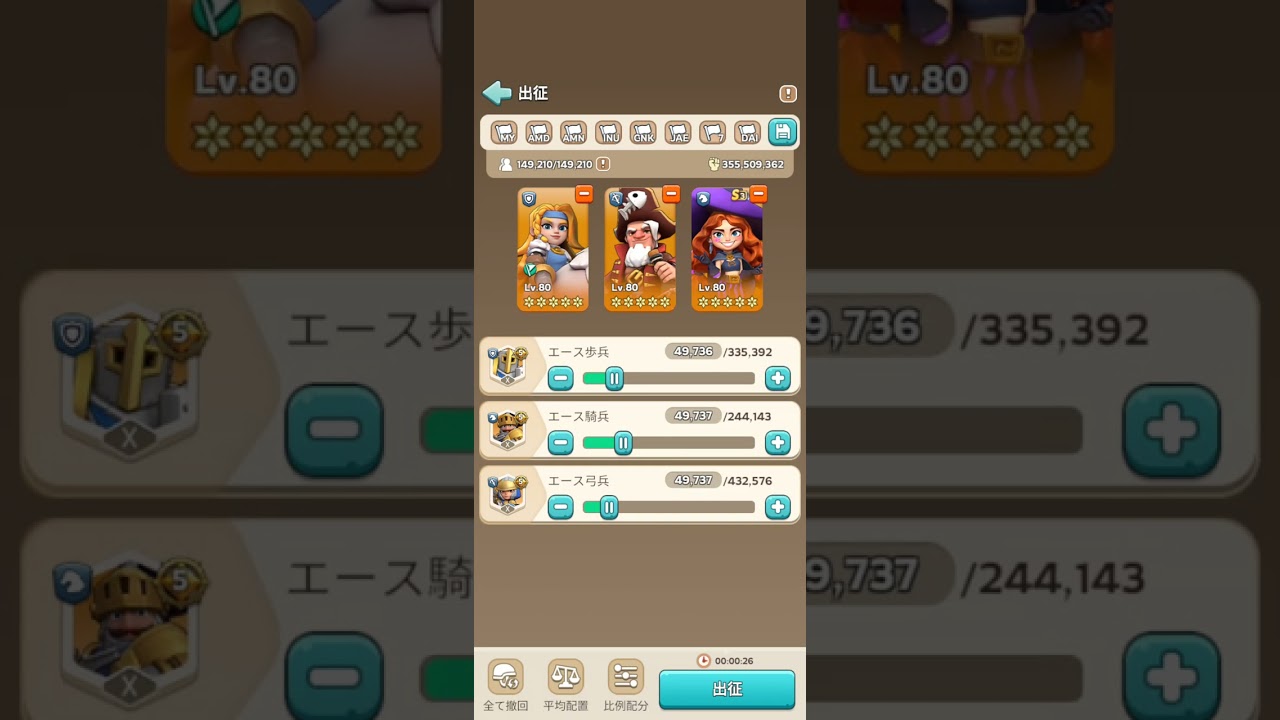 出征
MY AMD AMN INU GNK JAE 7 DAI
149,210/149,210 355,509,362
Lv.80 Lv.80 Lv.80
エース歩兵 49,736 /335,392
エース騎兵 49,737 /244,143
エース弓兵 49,737 /432,576
00:00:26
出征
全て撤回 平均配置 比例配分
Lv.80
Lv.80
5 エース歩 9,736 /335,392
X
5 エース騎 9,737 /244,143
X